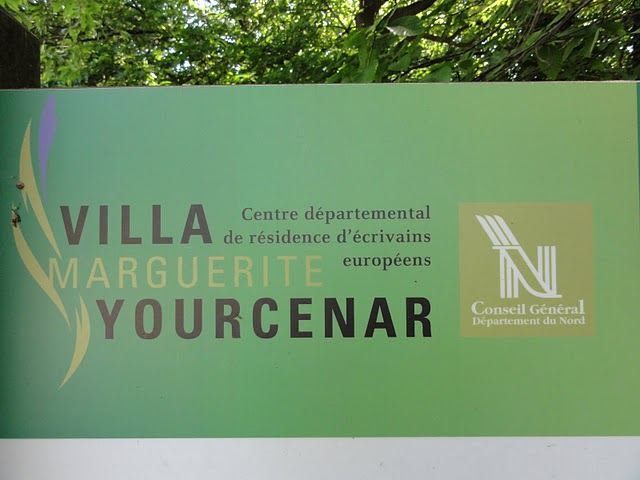 VILLA
MARGUERITE
YOURCENAR
Centre départemental
de résidence d'écrivains
européens
N
Conseil Général
Département du Nord